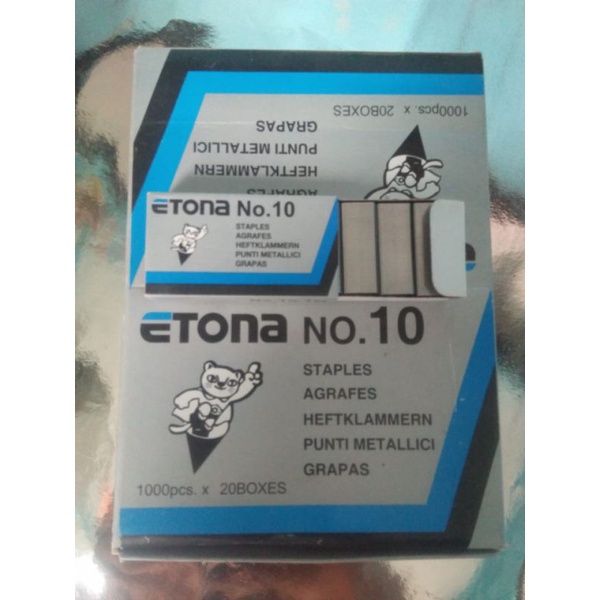 1000pcs. x 20BOXES
GRAPAS
PUNTI METALLICI
HEFTKLAMMERN
AGRAFES
ETONA No.10
STAPLES
AGRAFES
HEFTKLAMMERN
PUNTI METALLICI
GRAPAS
ETONA NO.10
STAPLES
AGRAFES
HEFTKLAMMERN
PUNTI METALLICI
GRAPAS
1000pcs. x 20BOXES